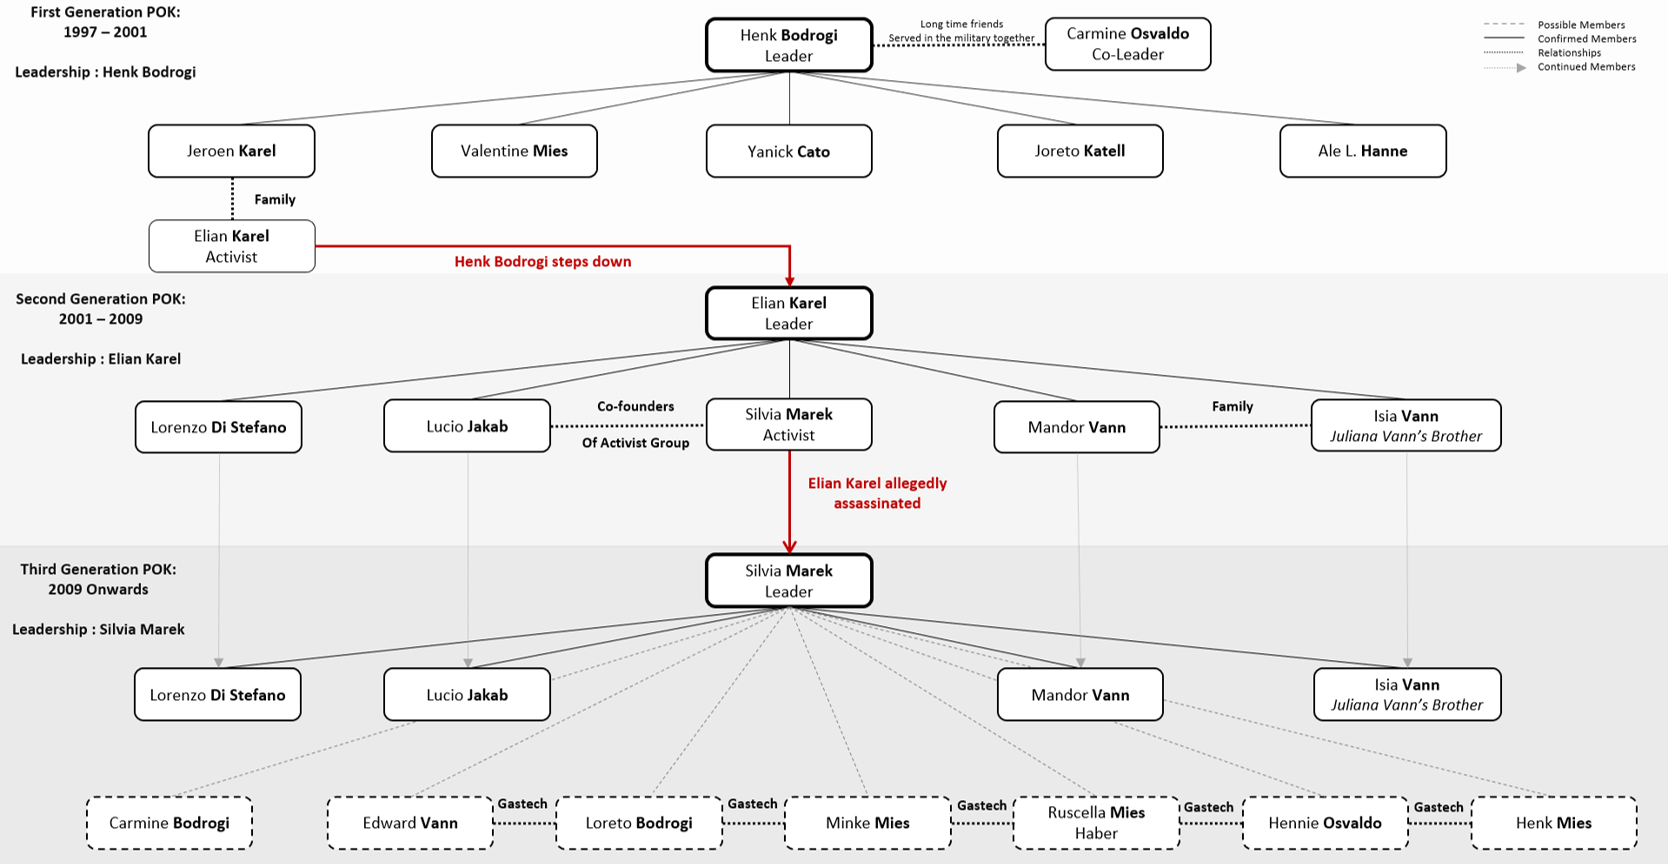 First Generation POK:
1997 – 2001
Leadership : Henk Bodrogi
Henk Bodrogi
Leader
Long time friends
Served in the military together
Carmine Osvaldo
Co-Leader
Possible Members
Confirmed Members
Relationships
Continued Members
Jeroen Karel
Valentine Mies
Yanick Cato
Joreto Katell
Ale L. Hanne
Family
Elian Karel
Activist
Henk Bodrogi steps down
Second Generation POK:
2001 – 2009
Leadership : Elian Karel
Elian Karel
Leader
Lorenzo Di Stefano
Lucio Jakab
Co-founders
Of Activist Group
Silvia Marek
Activist
Mandor Vann
Family
Isia Vann
Juliana Vann's Brother
Elian Karel allegedly
assassinated
Third Generation POK:
2009 Onwards
Leadership : Silvia Marek
Silvia Marek
Leader
Lorenzo Di Stefano
Lucio Jakab
Mandor Vann
Isia Vann
Juliana Vann's Brother
Carmine Bodrogi
Edward Vann
Gastech
Loreto Bodrogi
Gastech
Minke Mies
Gastech
Ruscella Mies
Haber
Gastech
Hennie Osvaldo
Gastech
Henk Mies